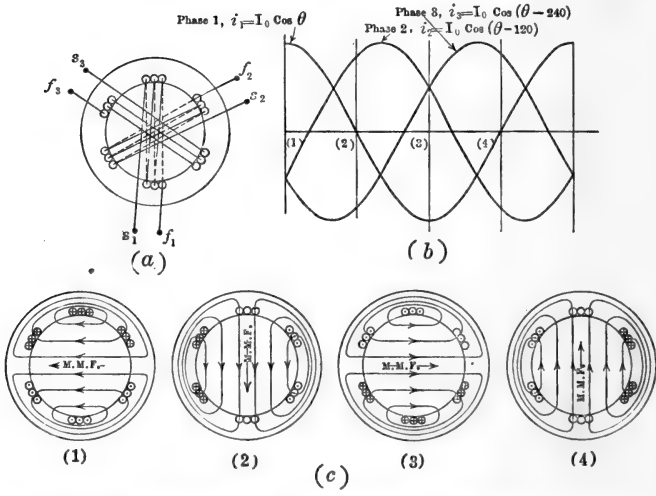 Phase 1, i₁=I₀ Cos θ
Phase 3, i₃=I₀ Cos (θ-240)
Phase 2, i₂=I₀ Cos (θ-120)
s₃
f₃
f₂
s₂
s₁
f₁
(a)
(1)
(2)
(3)
(4)
(b)
M.M.F.
M.M.F.
M.M.F.
M.M.F.
(1)
(2)
(3)
(4)
(c)